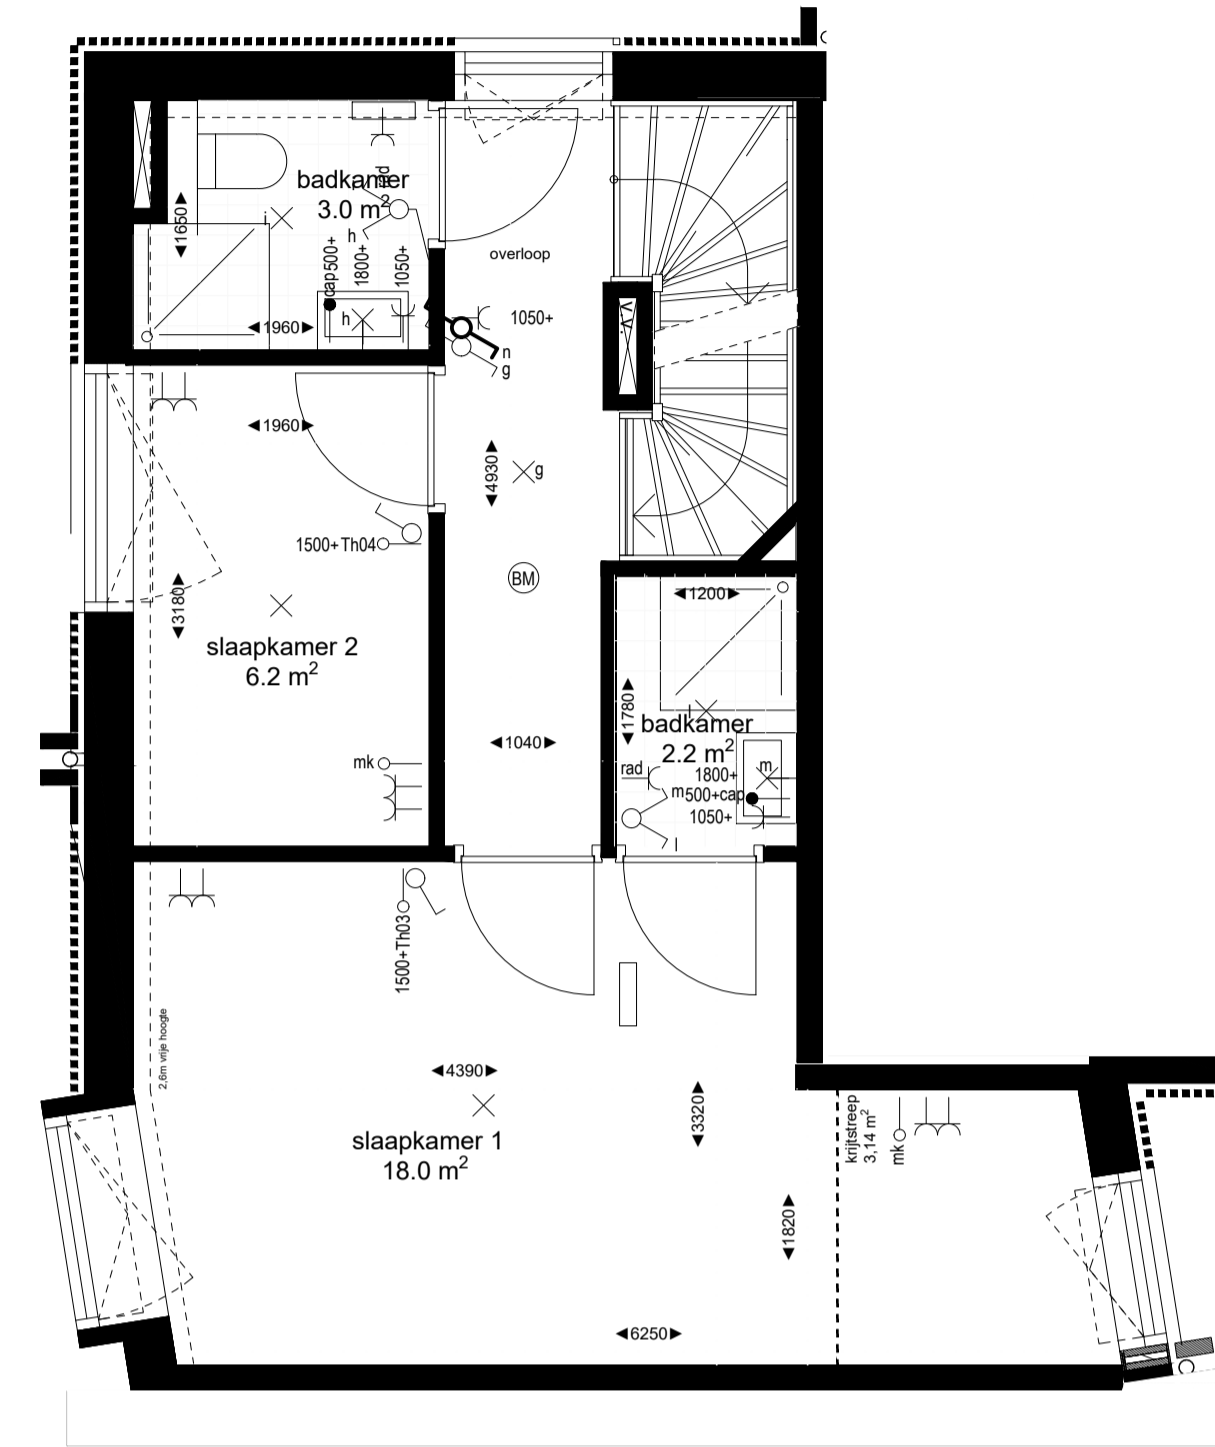 badkamer
3.0 m²
rad
i
1650
h
cap500+
1800+
1050+
h
1960
overloop
1050+
n
g
v.v.
1960
4930
g
1500+Th04
BM
3180
slaapkamer 2
6.2 m²
1200
1780
l
badkamer
2.2 m²
rad
1800+
m
m500+cap
1050+
l
1040
mk
1500+Th03
2,6m vrije hoogte
4390
3320
slaapkamer 1
18.0 m²
krijtstreep
3,14 m²
mk
1820
6250